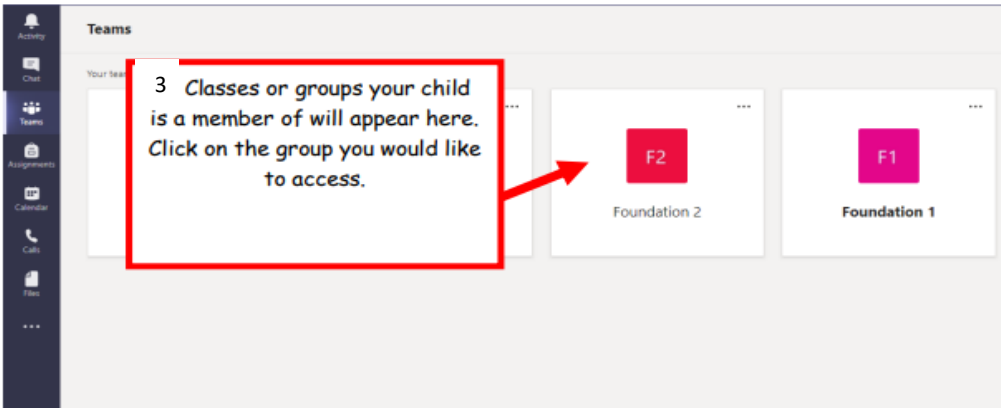 Activity
Teams
Chat
Your tea
3 Classes or groups your child
is a member of will appear here.
Click on the group you would like
to access.
...
...
...
Teams
F2
F1
Assignments
Foundation 2
Foundation 1
Calendar
Calls
Files
...